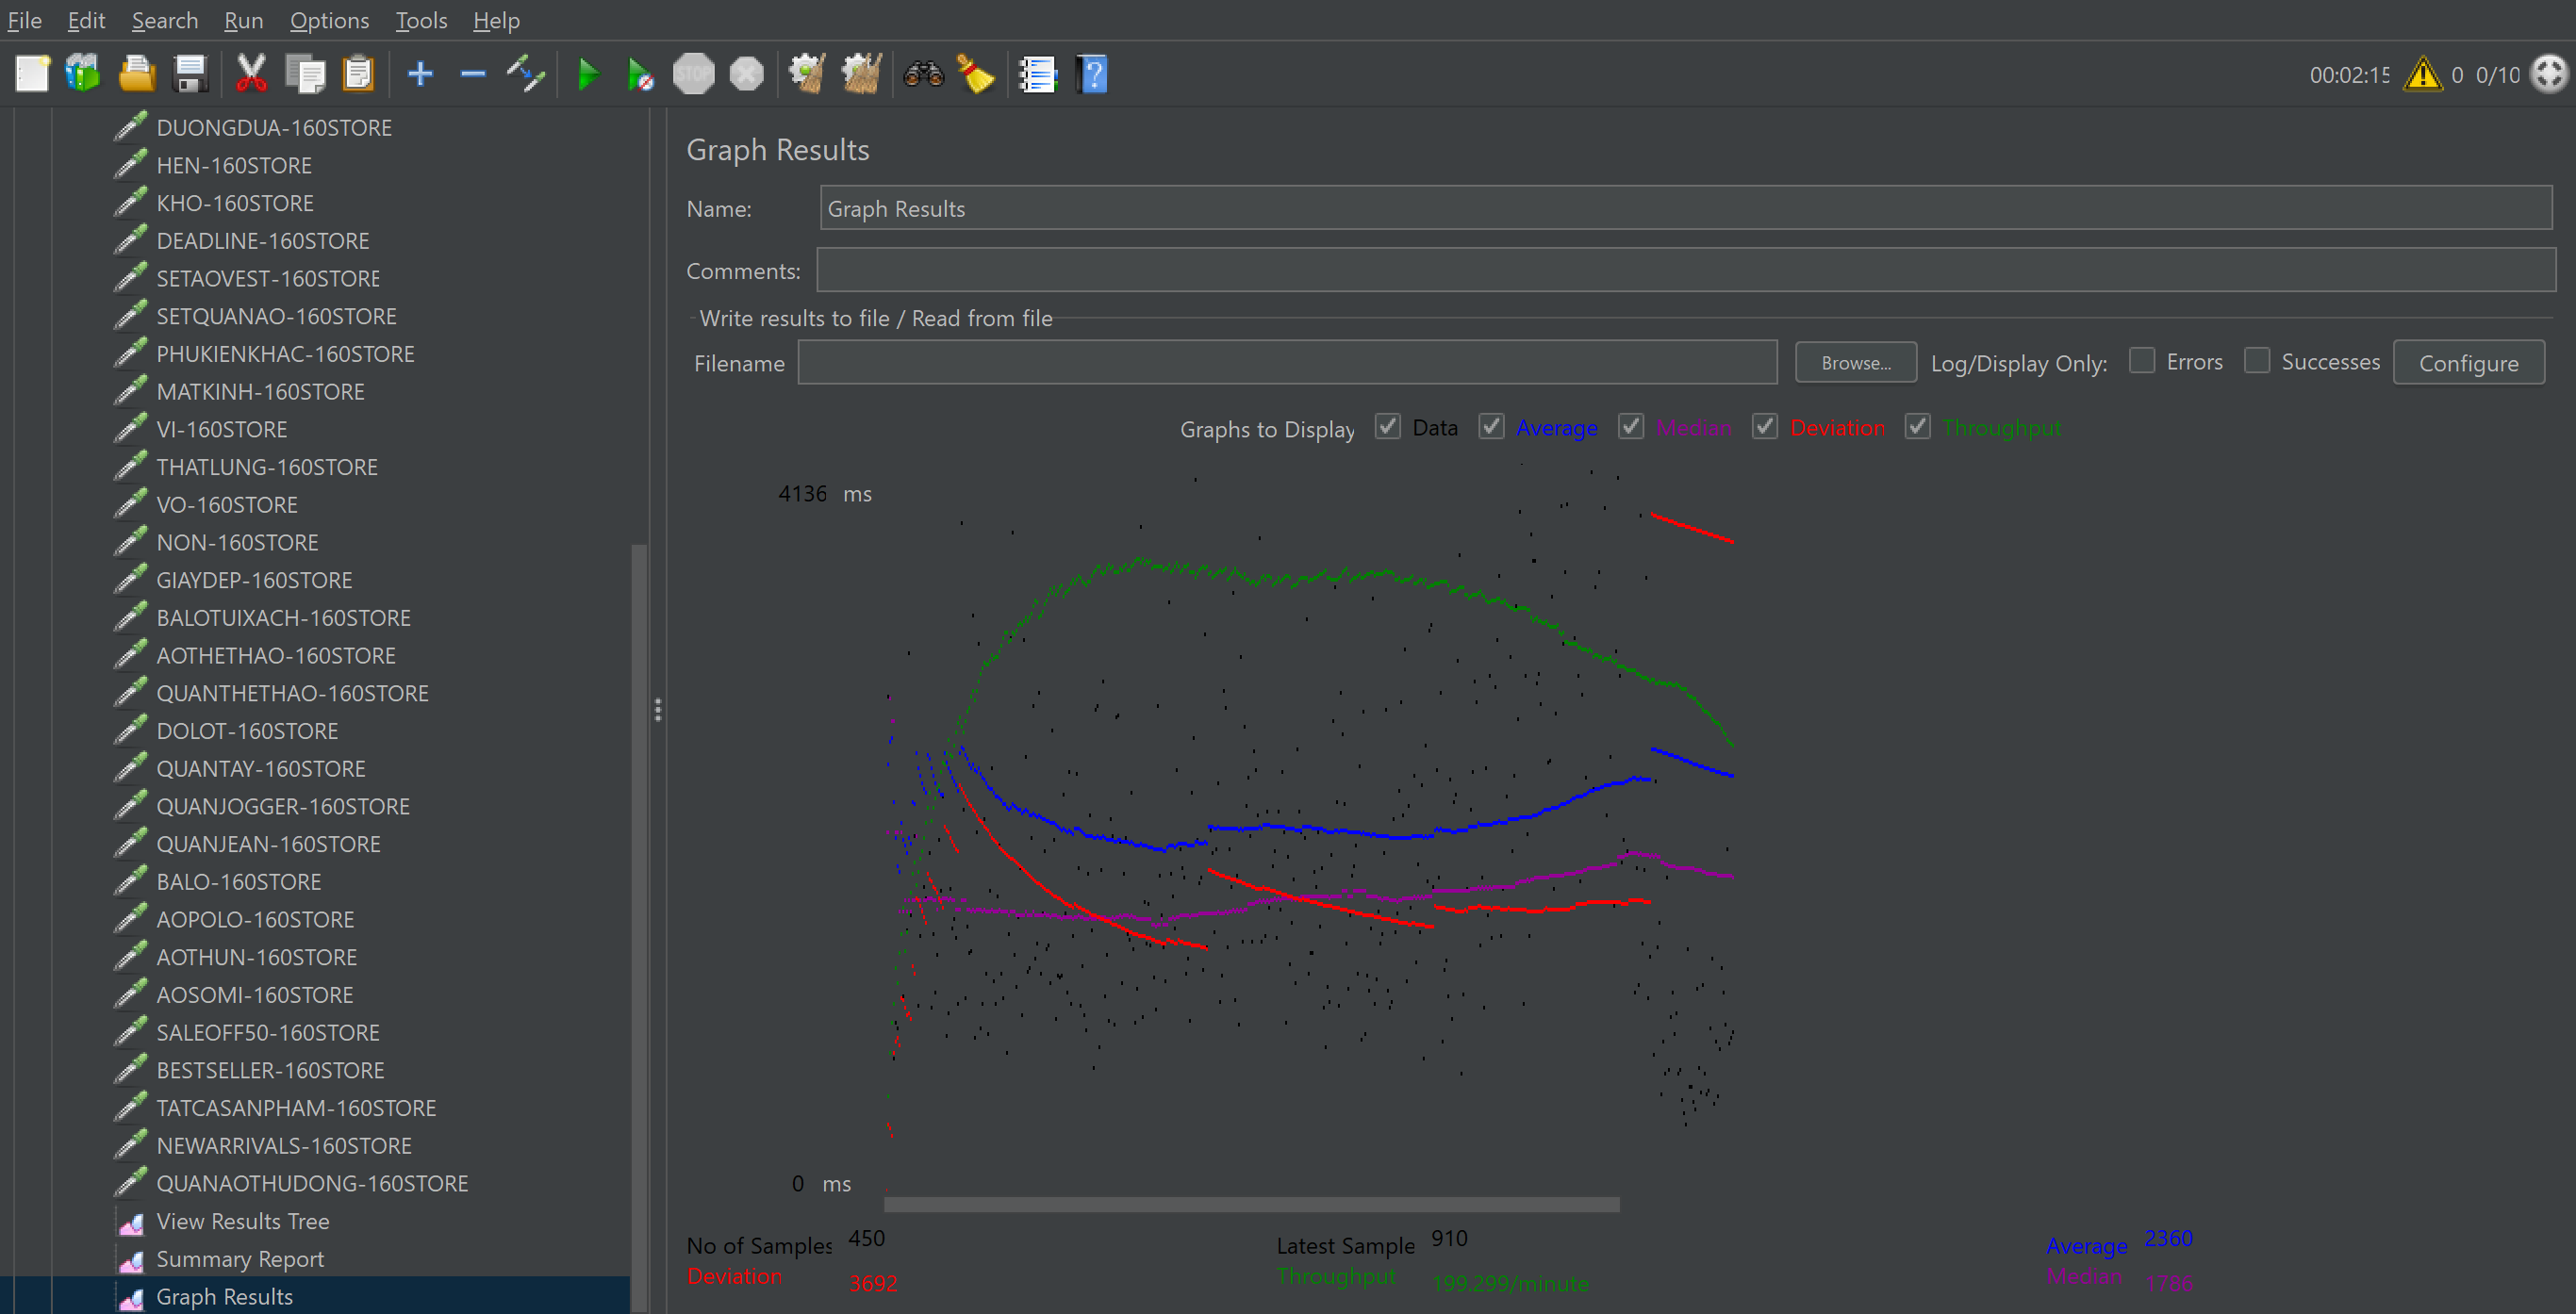 File Edit Search Run Options Tools Help
STOP
00:02:15 0 0/10
DUONGDUA-160STORE
HEN-160STORE
KHO-160STORE
DEADLINE-160STORE
SETAOVEST-160STORE
SETQUANAO-160STORE
PHUKIENKHAC-160STORE
MATKINH-160STORE
VI-160STORE
THATLUNG-160STORE
VO-160STORE
NON-160STORE
GIAYDEP-160STORE
BALOTUIXACH-160STORE
AOTHETHAO-160STORE
QUANTHETHAO-160STORE
DOLOT-160STORE
QUANTAY-160STORE
QUANJOGGER-160STORE
QUANJEAN-160STORE
BALO-160STORE
AOPOLO-160STORE
AOTHUN-160STORE
AOSOMI-160STORE
SALEOFF50-160STORE
BESTSELLER-160STORE
TATCASANPHAM-160STORE
NEWARRIVALS-160STORE
QUANAOTHUDONG-160STORE
View Results Tree
Summary Report
Graph Results
Graph Results
Name: Graph Results
Comments:
Write results to file / Read from file
Filename Browse... Log/Display Only: Errors Successes Configure
Graphs to Display Data Average Median Deviation Throughput
4136 ms
0 ms
No of Samples 450 Latest Sample 910 Average 2360
Deviation 3692 Throughput 199.299/minute Median 1786